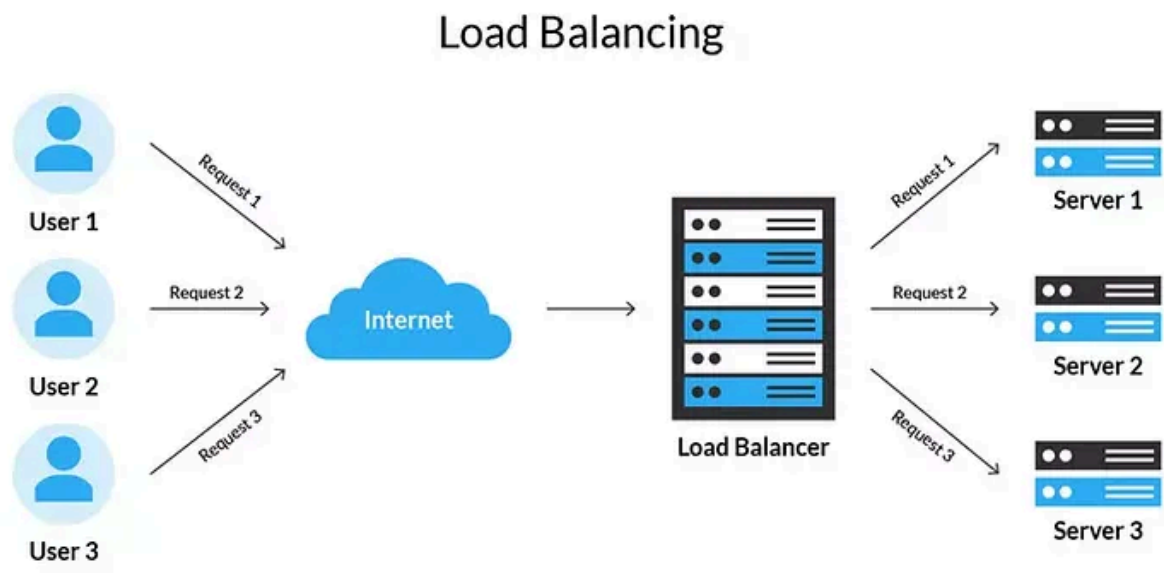 Load Balancing
User 1
User 2
User 3
Request 1
Request 2
Request 3
Internet
Load Balancer
Request 1
Request 2
Request 3
Server 1
Server 2
Server 3